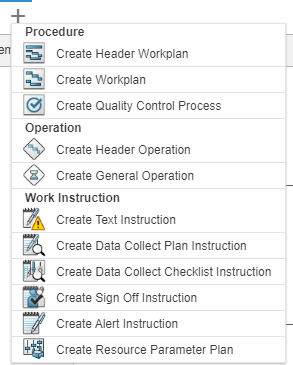 Procedure
Create Header Workplan
Create Workplan
Create Quality Control Process
Operation
Create Header Operation
Create General Operation
Work Instruction
Create Text Instruction
Create Data Collect Plan Instruction
Create Data Collect Checklist Instruction
Create Sign Off Instruction
Create Alert Instruction
Create Resource Parameter Plan